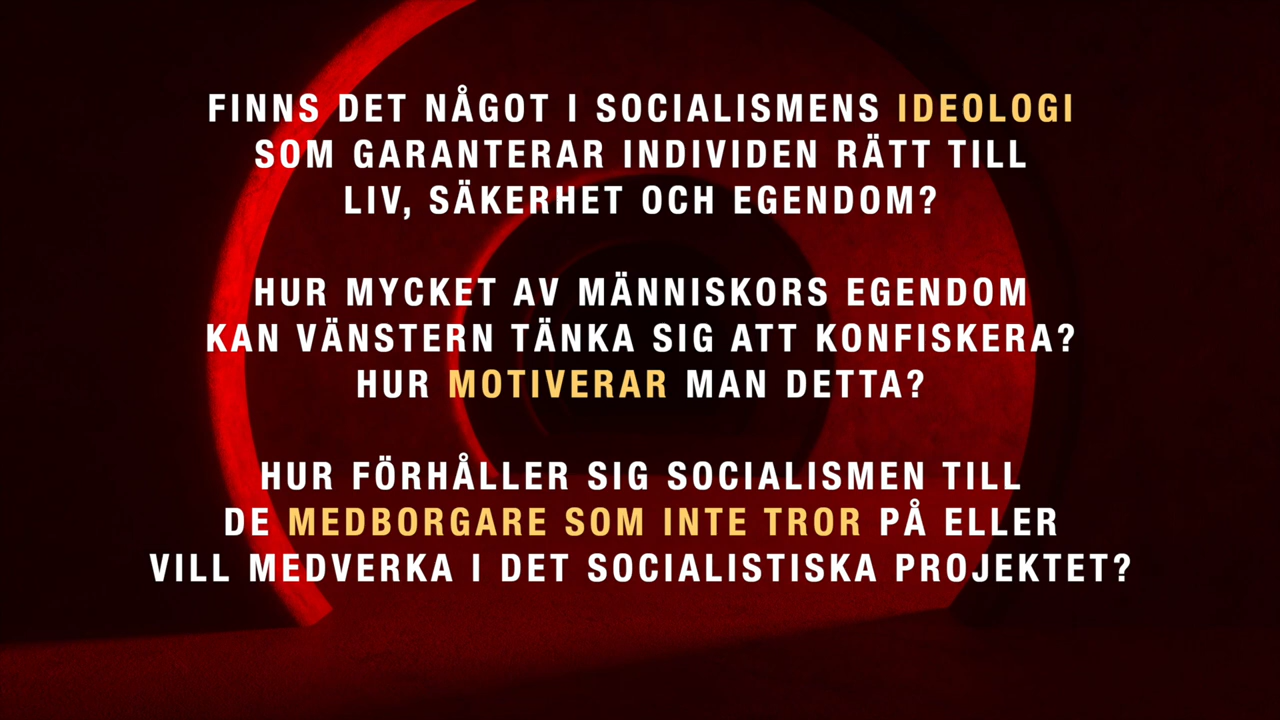 FINNS DET NÅGOT I SOCIALISMENS IDEOLOGI
SOM GARANTERAR INDIVIDEN RÄTT TILL
LIV, SÄKERHET OCH EGENDOM?
HUR MYCKET AV MÄNNISKORS EGENDOM
KAN VÄNSTERN TÄNKA SIG ATT KONFISKERA?
HUR MOTIVERAR MAN DETTA?
HUR FÖRHÅLLER SIG SOCIALISMEN TILL
DE MEDBORGARE SOM INTE TROR PÅ ELLER
VILL MEDVERKA I DET SOCIALISTISKA PROJEKTET?